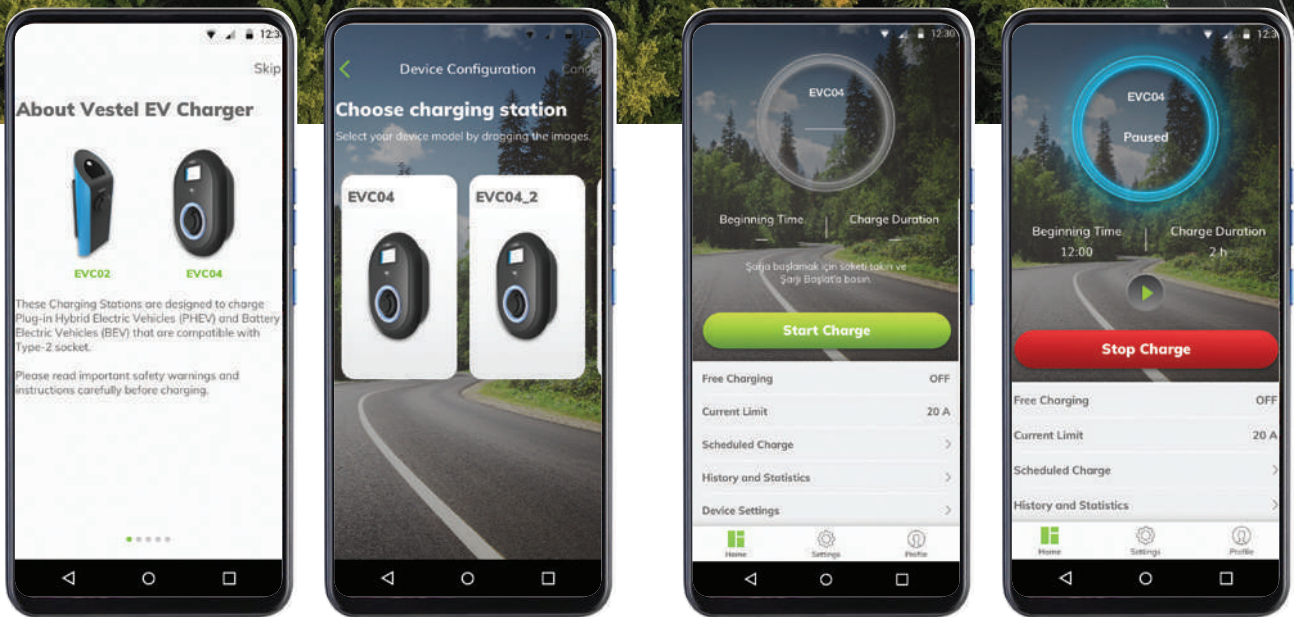 12:3
Skip
About Vestel EV Charger
EVC02
EVC04
These Charging Stations are designed to charge
Plug-in Hybrid Electric Vehicles (PHEV) and Battery
Electric Vehicles (BEV) that are compatible with
Type-2 socket.
Please read important safety warnings and
instructions carefully before charging.
Device Configuration
Choose charging station
Select your device model by dragging the images.
EVC04
EVC04_2
12:30
EVC04
Beginning Time
Charge Duration
Şarja başlamak için soketi takın ve
Şarjı Başlat'a basın.
Start Charge
Free Charging OFF
Current Limit 20 A
Scheduled Charge
History and Statistics
Device Settings
Home Settings Profile
12:3
EVC04
Paused
Beginning Time
12:00
Charge Duration
2 h
Stop Charge
Free Charging OFF
Current Limit 20 A
Scheduled Charge
History and Statistics
Home Settings Profile